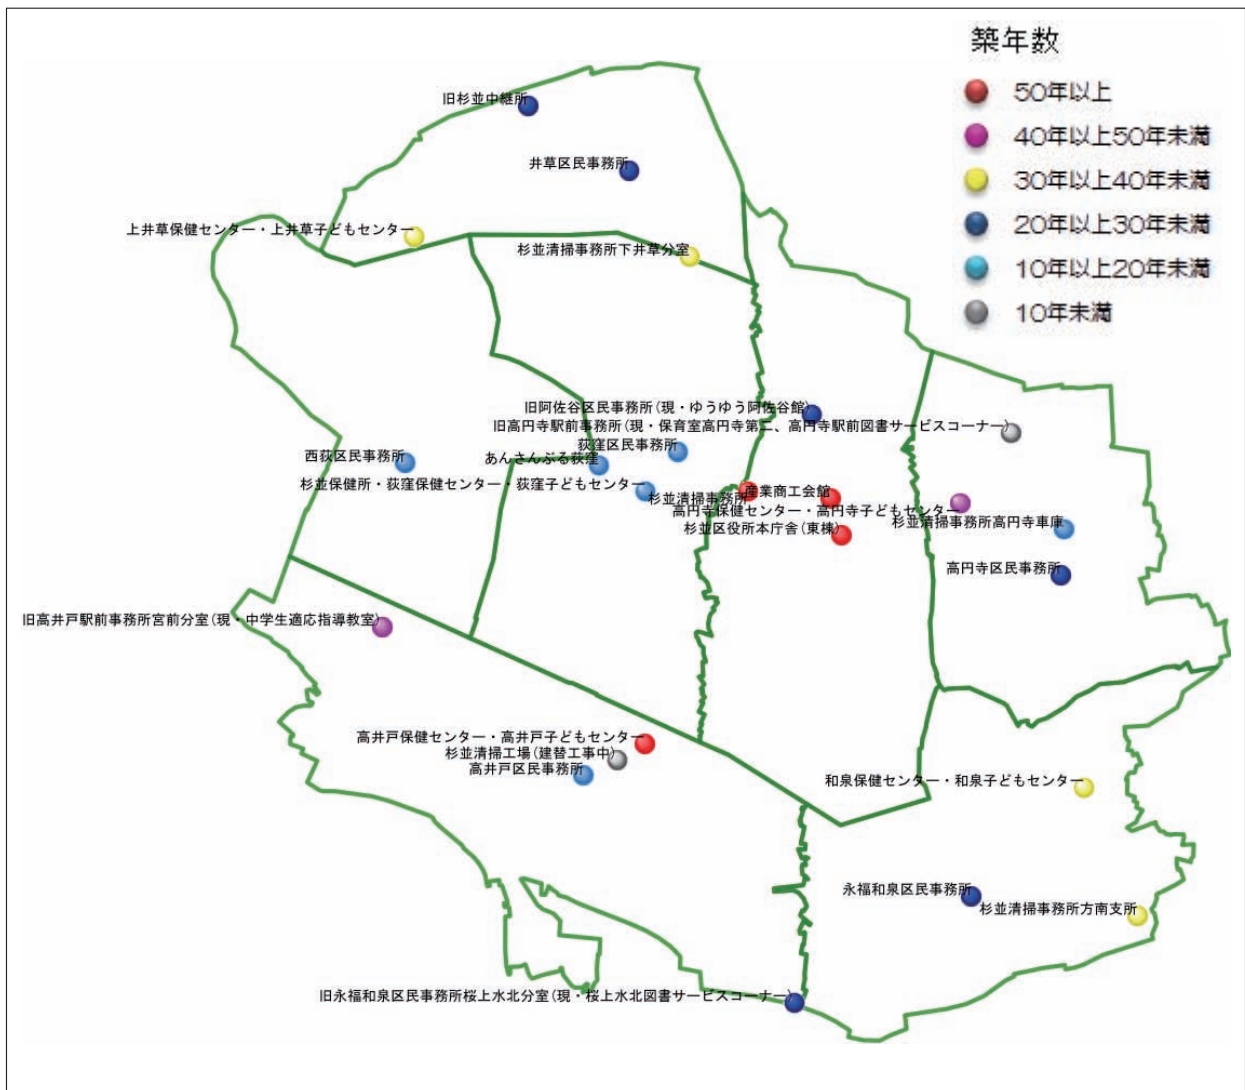 築年数
50年以上
40年以上50年未満
30年以上40年未満
20年以上30年未満
10年以上20年未満
10年未満
旧杉並中継所
井草区民事務所
上井草保健センター・上井草子どもセンター
杉並清掃事務所下井草分室
旧阿佐谷区民事務所(現・ゆうゆう阿佐谷館)
旧高円寺駅前事務所(現・保育室高円寺第二、高円寺駅前図書サービスコーナー)
荻窪区民事務所
西荻区民事務所
あんさんぶる荻窪
杉並保健所・荻窪保健センター・荻窪子どもセンター
杉並清掃事務所
産業商工会館
高円寺保健センター・高円寺子どもセンター
杉並清掃事務所高円寺車庫
杉並区役所本庁舎(東棟)
高円寺区民事務所
旧高井戸駅前事務所宮前分室(現・中学生適応指導教室)
高井戸保健センター・高井戸子どもセンター
杉並清掃工場(建替工事中)
高井戸区民事務所
和泉保健センター・和泉子どもセンター
永福和泉区民事務所
杉並清掃事務所方南支所
旧永福和泉区民事務所桜上水北分室(現・桜上水北図書サービスコーナー)